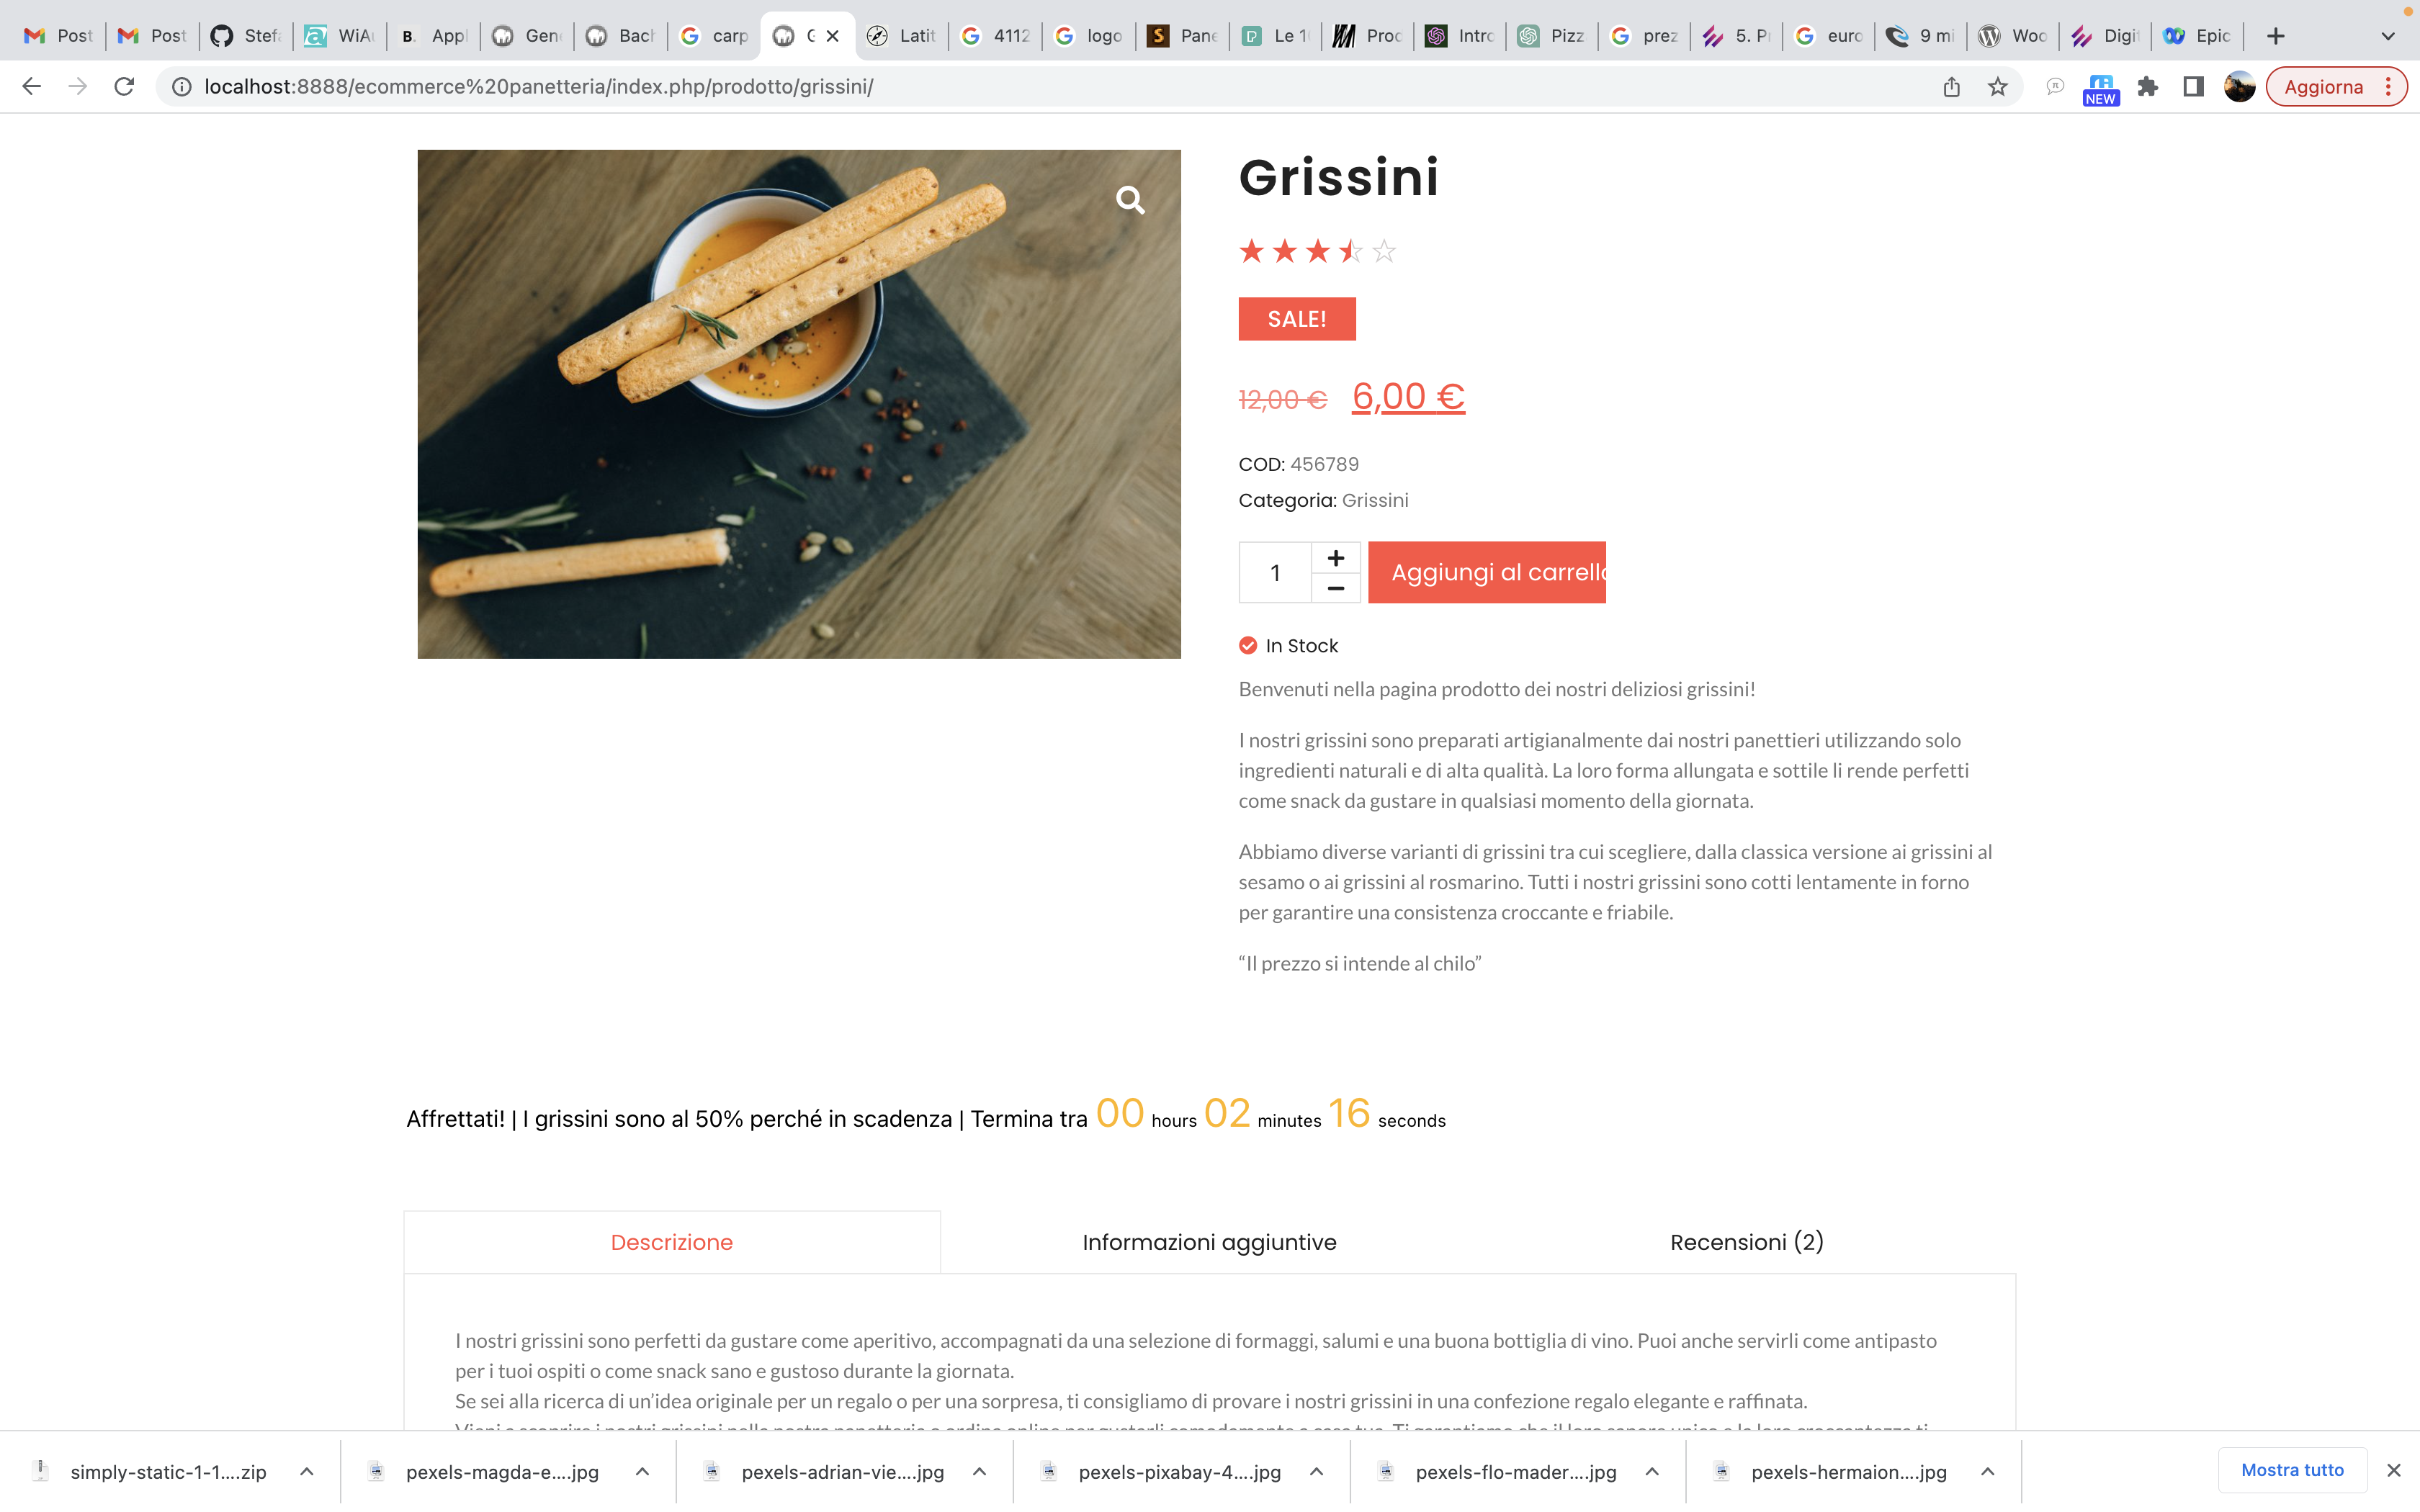 Post
Post
Stefa
WiAu
Appl
Gene
Bach
carp
G
Latit
4112
logo
Pane
Le 1
Proc
Intro
Pizz
prez
5. P
euro
9 mi
Woo
Digi
Epic
localhost:8888/ecommerce%20panetteria/index.php/prodotto/grissini/
NEW
Aggiorna
Grissini
SALE!
12,00 € 6,00 €
COD: 456789
Categoria: Grissini
1 + −
Aggiungi al carrello
In Stock
Benvenuti nella pagina prodotto dei nostri deliziosi grissini!
I nostri grissini sono preparati artigianalmente dai nostri panettieri utilizzando solo
ingredienti naturali e di alta qualità. La loro forma allungata e sottile li rende perfetti
come snack da gustare in qualsiasi momento della giornata.
Abbiamo diverse varianti di grissini tra cui scegliere, dalla classica versione ai grissini al
sesamo o ai grissini al rosmarino. Tutti i nostri grissini sono cotti lentamente in forno
per garantire una consistenza croccante e friabile.
“Il prezzo si intende al chilo”
Affrettati! | I grissini sono al 50% perché in scadenza | Termina tra 00 hours 02 minutes 16 seconds
Descrizione
Informazioni aggiuntive
Recensioni (2)
I nostri grissini sono perfetti da gustare come aperitivo, accompagnati da una selezione di formaggi, salumi e una buona bottiglia di vino. Puoi anche servirli come antipasto
per i tuoi ospiti o come snack sano e gustoso durante la giornata.
Se sei alla ricerca di un’idea originale per un regalo o per una sorpresa, ti consigliamo di provare i nostri grissini in una confezione regalo elegante e raffinata.
simply-static-1-1....zip
pexels-magda-e....jpg
pexels-adrian-vie....jpg
pexels-pixabay-4....jpg
pexels-flo-mader....jpg
pexels-hermaion....jpg
Mostra tutto